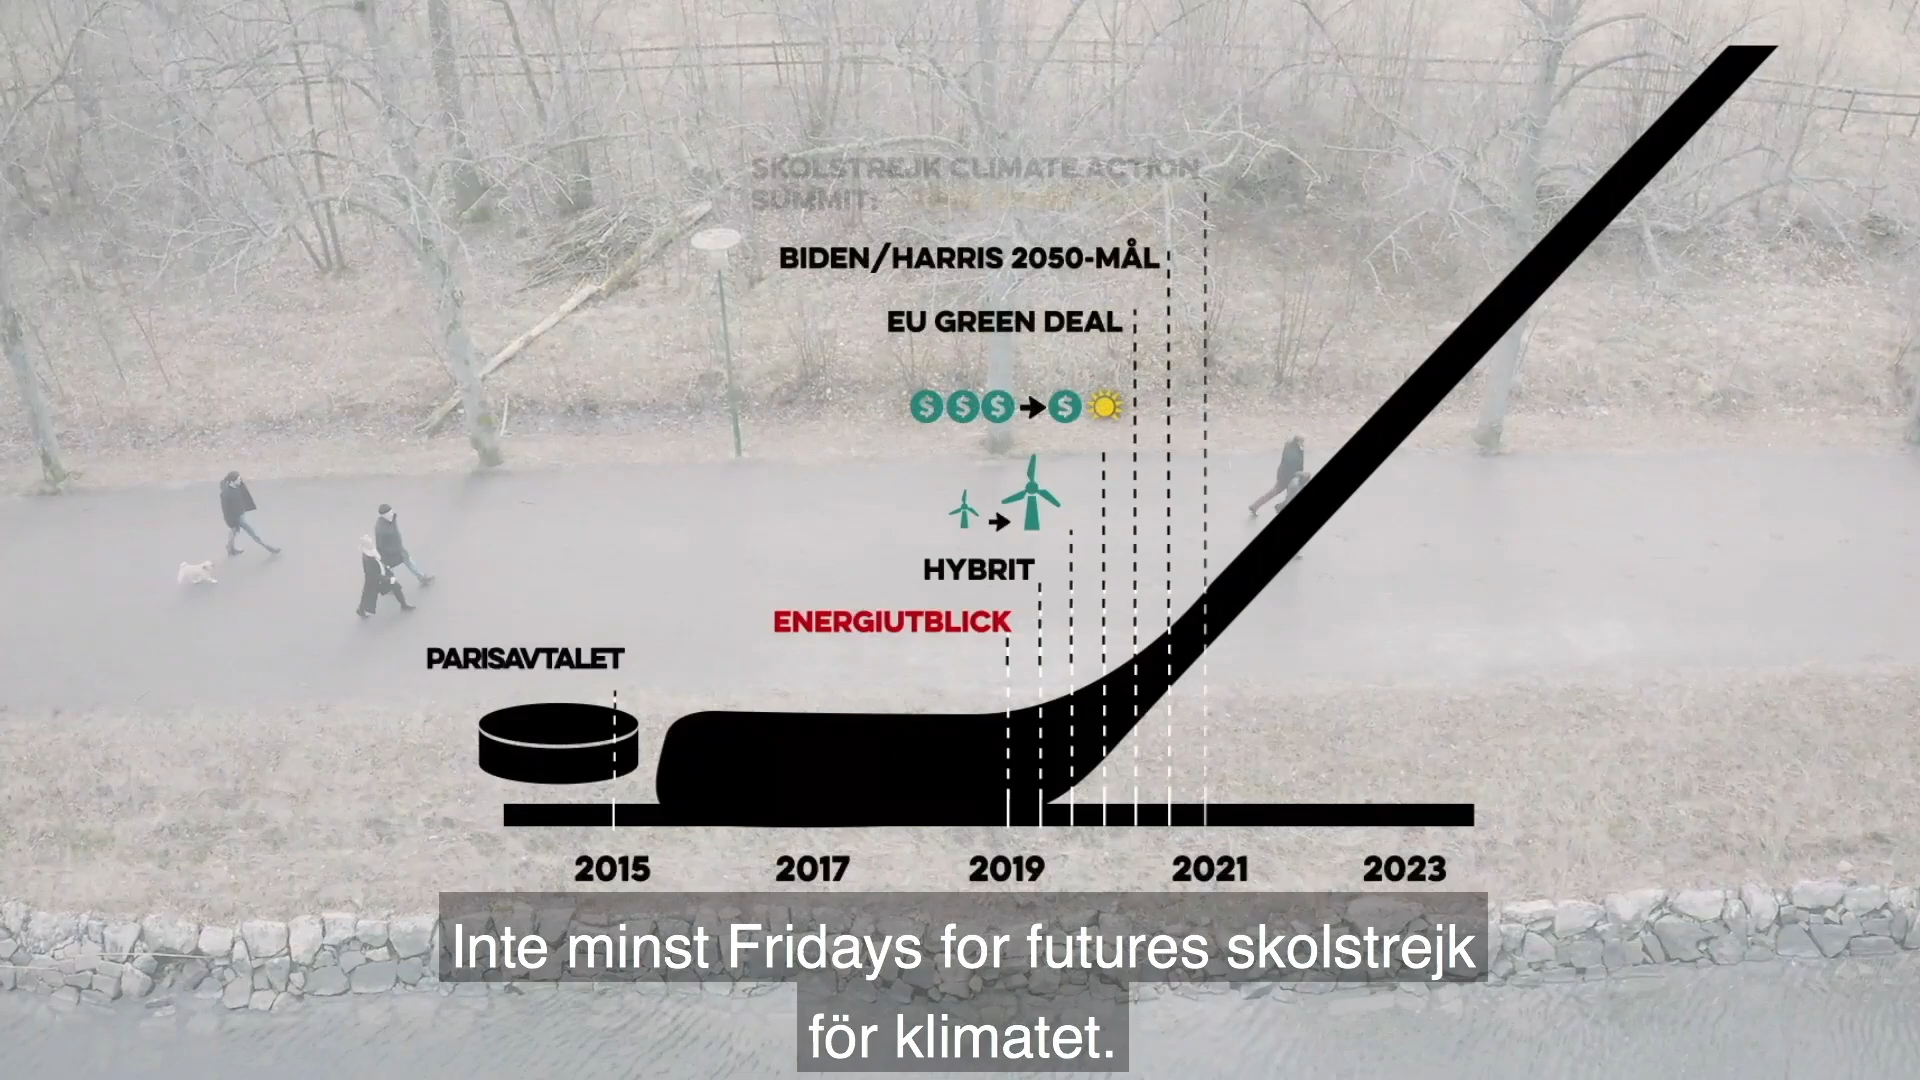 SKOLSTREJK CLIMATE ACTION
SUMMIT:
BIDEN/HARRIS 2050-MÅL
EU GREEN DEAL
$ $ $ $
HYBRIT
ENERGIUTBLICK
PARISAVTALET
2015 2017 2019 2021 2023
Inte minst Fridays for futures skolstrejk
för klimatet.